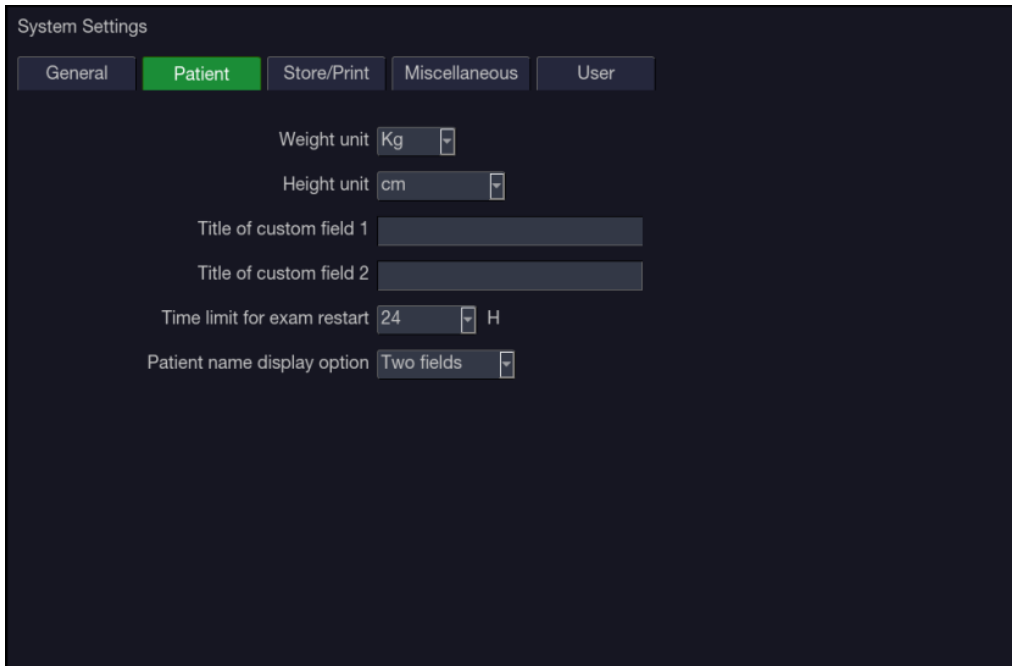 System Settings
General Patient Store/Print Miscellaneous User
Weight unit Kg
Height unit cm
Title of custom field 1
Title of custom field 2
Time limit for exam restart 24 H
Patient name display option Two fields